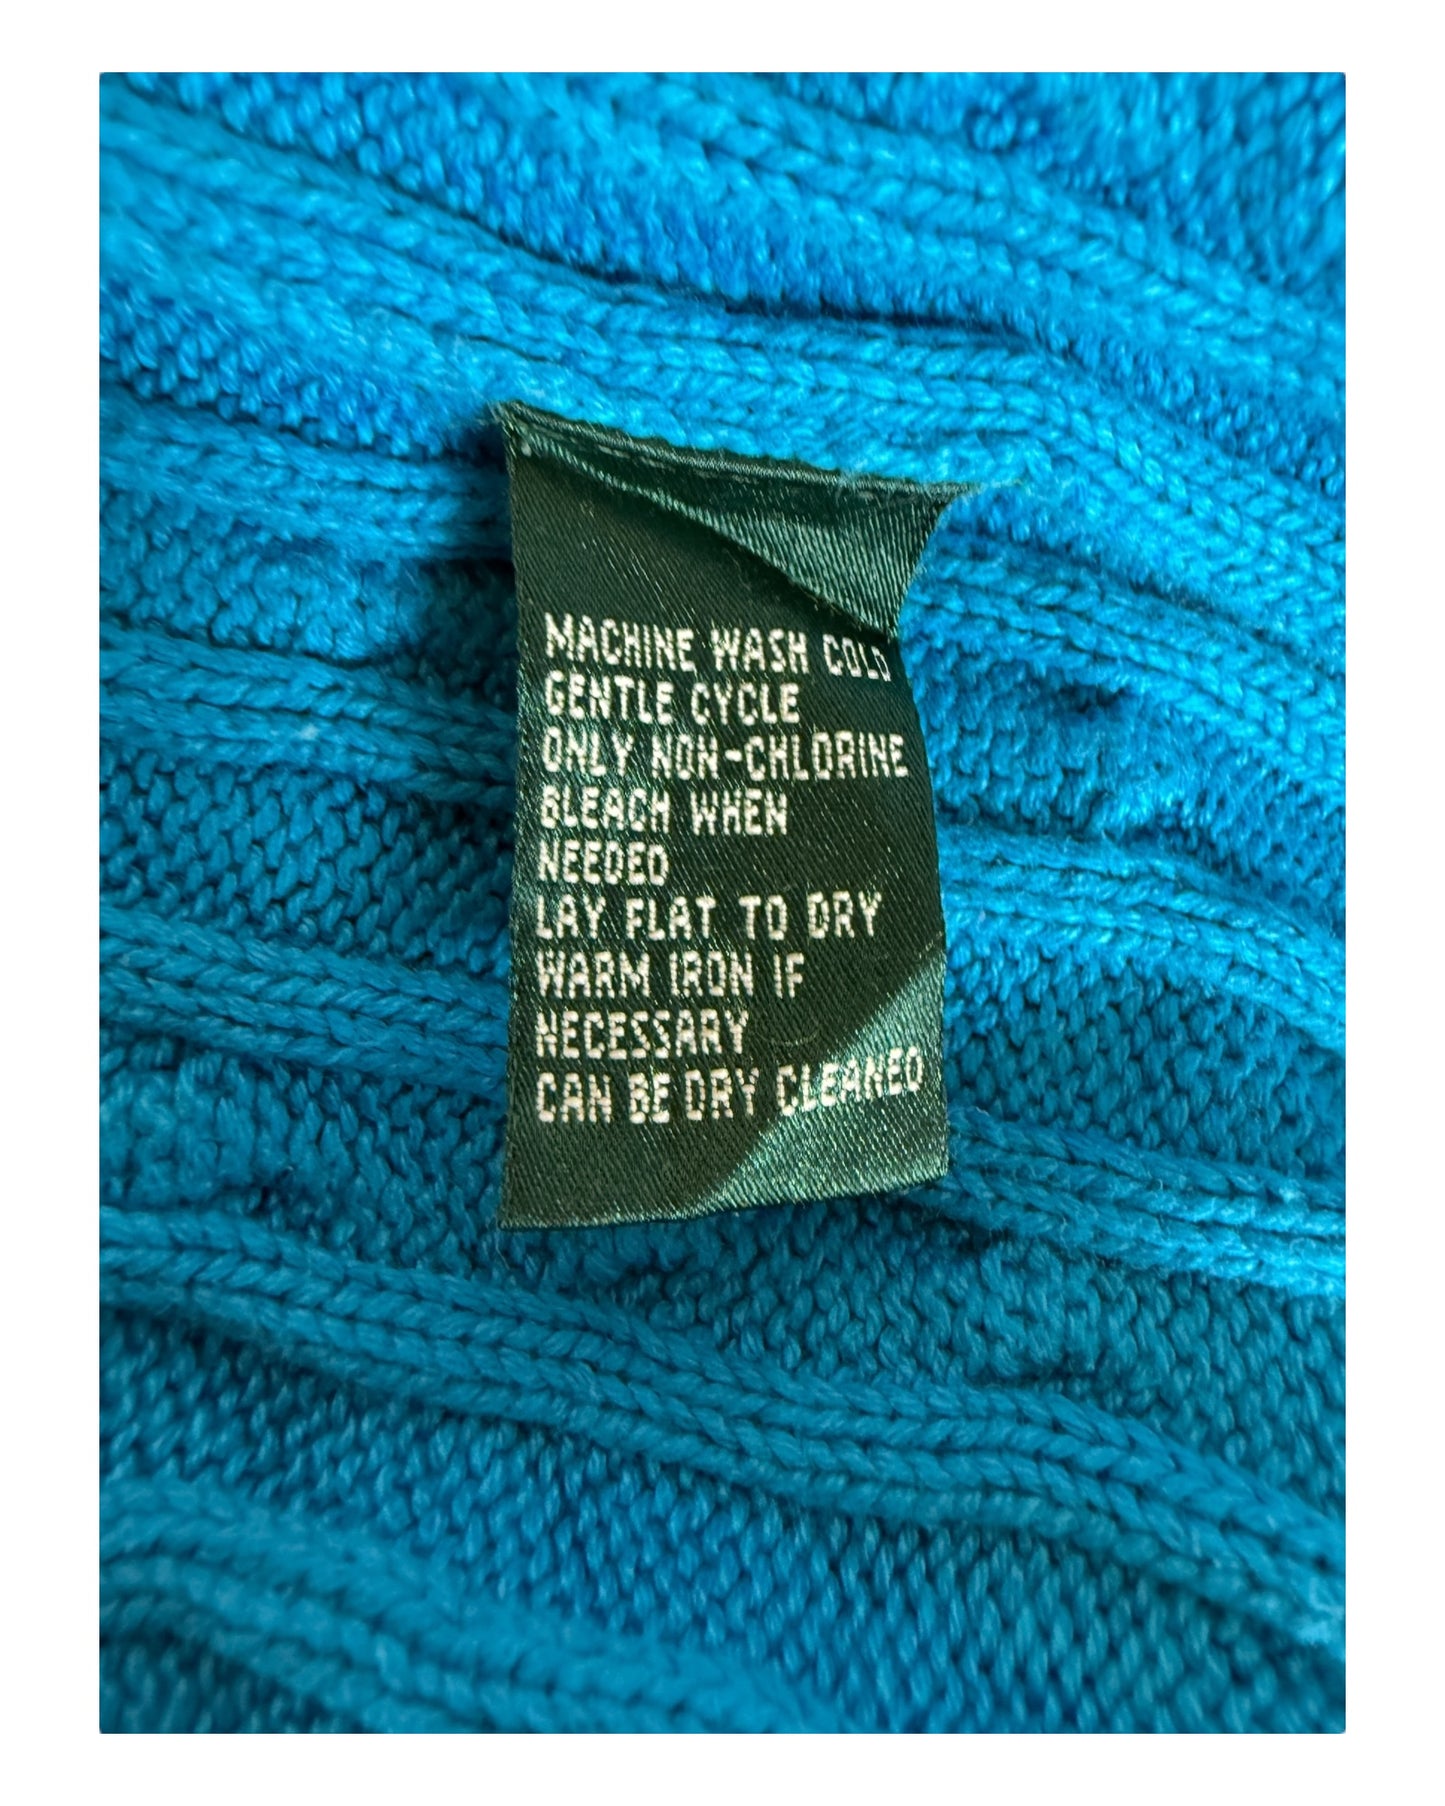 MACHINE WASH COLD
GENTLE CYCLE
ONLY NON-CHLORINE
BLEACH WHEN
NEEDED
LAY FLAT TO DRY
WARM IRON IF
NECESSARY
CAN BE DRY CLEANED